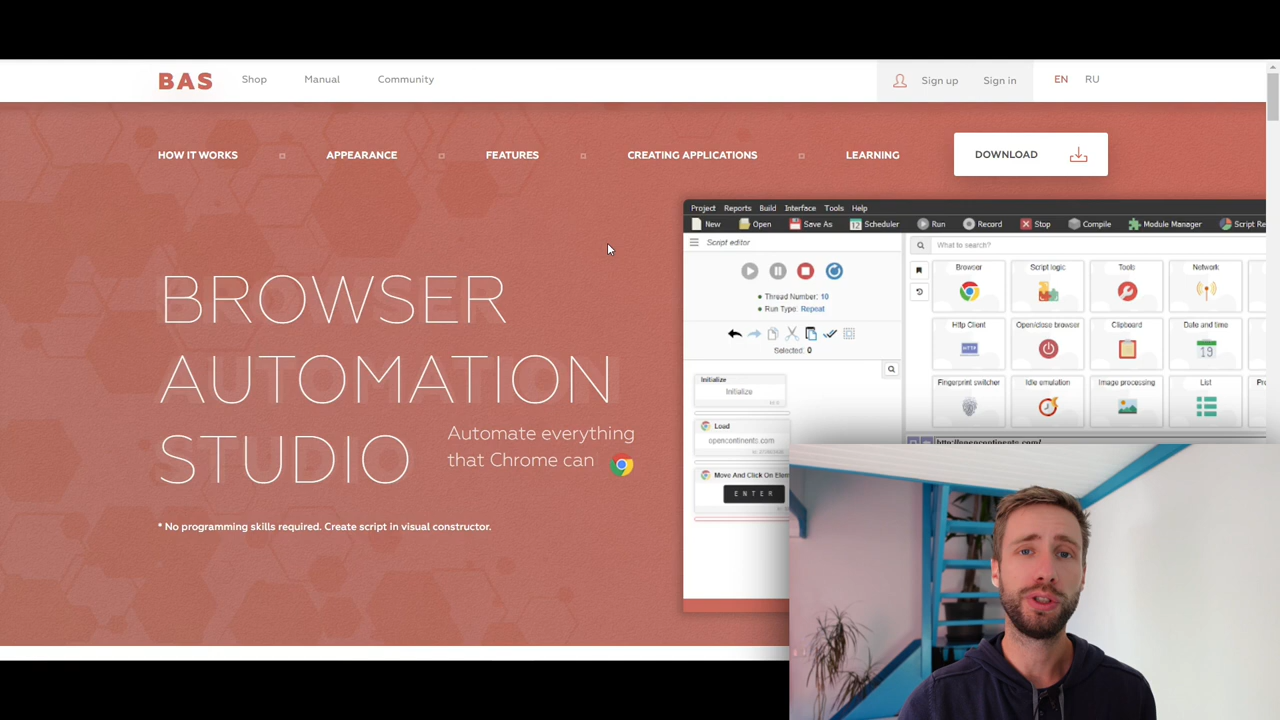 BAS
Shop
Manual
Community
Sign up
Sign in
EN
RU
HOW IT WORKS
APPEARANCE
FEATURES
CREATING APPLICATIONS
LEARNING
DOWNLOAD
BROWSER
AUTOMATION
STUDIO
Automate everything
that Chrome can
* No programming skills required. Create script in visual constructor.
Project Reports Build Interface Tools Help
New Open Save As Scheduler Run Record Stop Compile Module Manager Script Re
Script editor
What to search?
Thread Number: 10
Run Type: Repeat
Selected: 0
Initialize
Initialize
Load
opencontinents.com
Move And Click On Elem
ENTER
Browser
Script logic
Tools
Network
Http Client
Open/close browser
Clipboard
Date and time
19
Fingerprint switcher
Idle emulation
Image processing
List